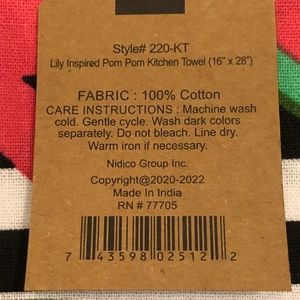 Style# 220-KT
Lily Inspired Pom Pom Kitchen Towel (16" x 28")
FABRIC : 100% Cotton
CARE INSTRUCTIONS : Machine wash
cold. Gentle cycle. Wash dark colors
separately. Do not bleach. Line dry.
Warm iron if necessary.
Nidico Group Inc.
Copyright@2020-2022
Made In India
RN # 77705
7 43598 02512 2